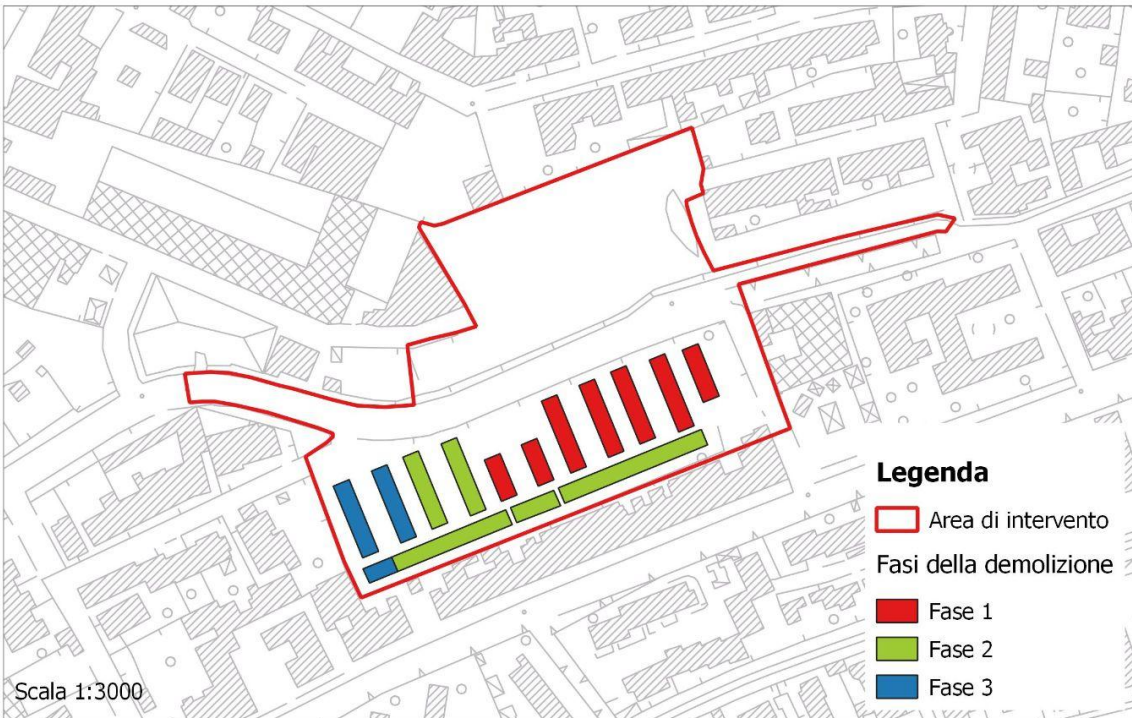 Legenda
Area di intervento
Fasi della demolizione
Fase 1
Fase 2
Fase 3
Scala 1:3000